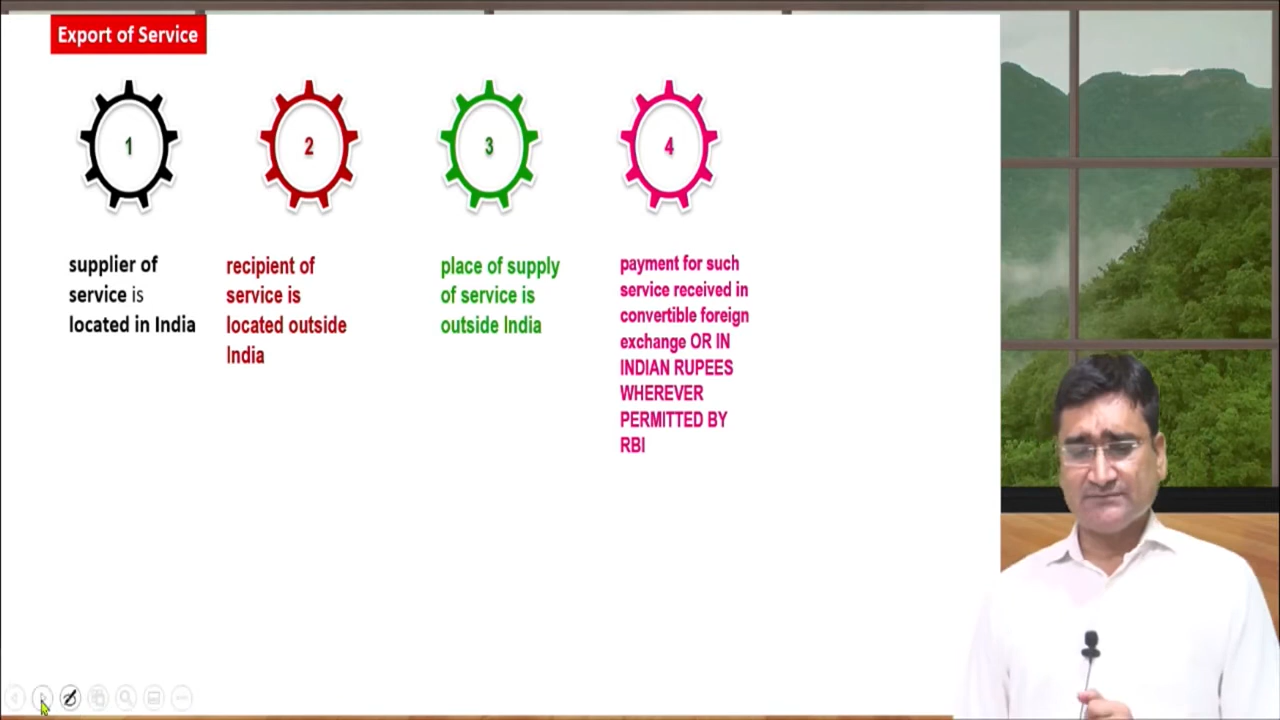 Export of Service
1
2
3
4
supplier of
service is
located in India
recipient of
service is
located outside
India
place of supply
of service is
outside India
payment for such
service received in
convertible foreign
exchange OR IN
INDIAN RUPEES
WHEREVER
PERMITTED BY
RBI